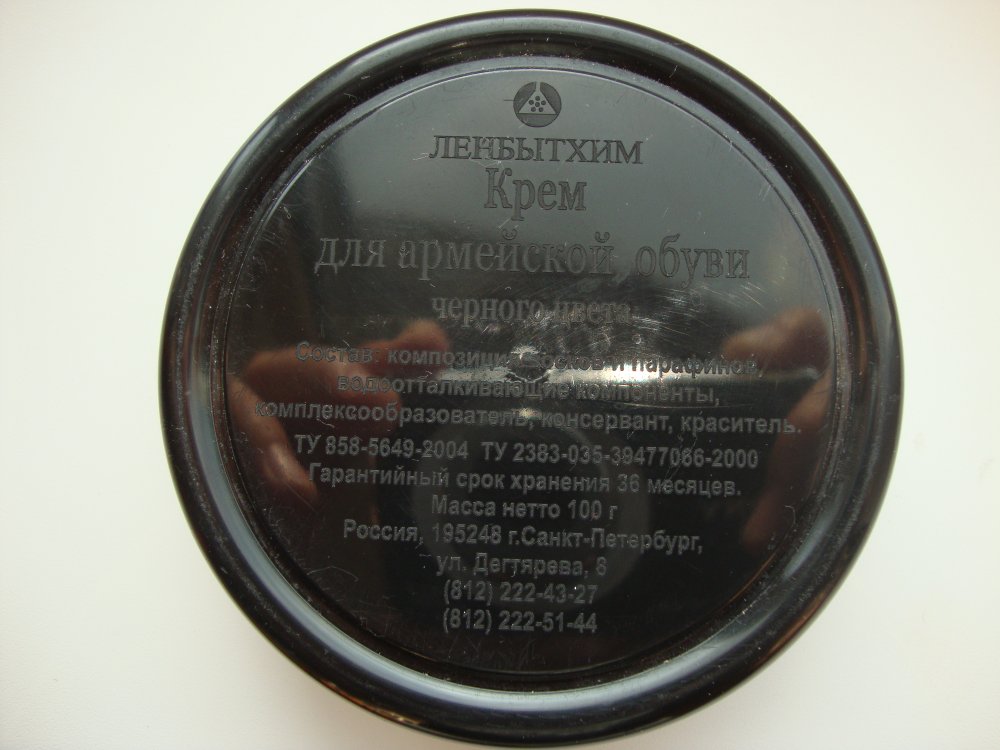 ЛЕНБЫТХИМ
Крем
для армейской обуви
черного цвета
Состав: композиции восков и парафинов,
водоотталкивающие компоненты,
комплексообразователь, консервант, краситель.
ТУ 858-5649-2004 ТУ 2383-035-39477066-2000
Гарантийный срок хранения 36 месяцев.
Масса нетто 100 г
Россия, 195248 г.Санкт-Петербург,
ул. Дегтярева, 8
(812) 222-43-27
(812) 222-51-44